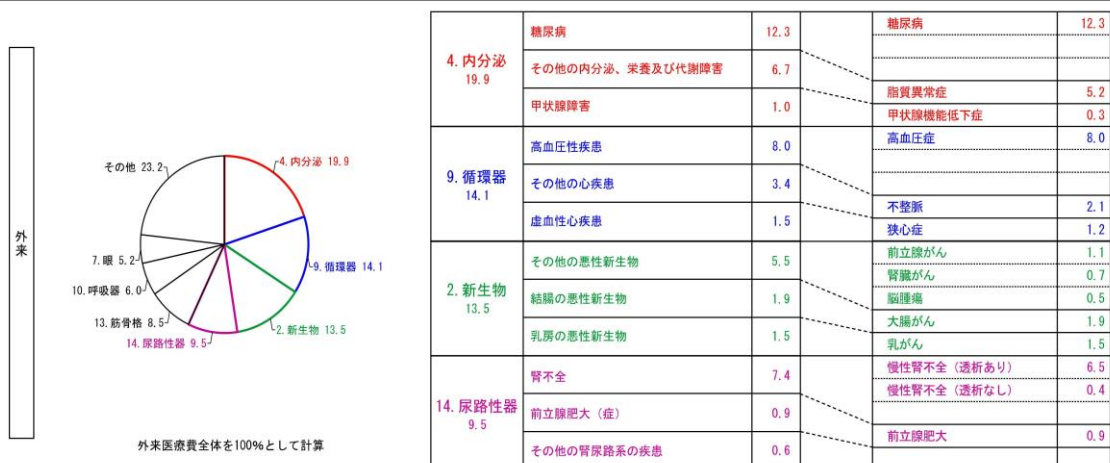 外来
その他 23.2
4.内分泌 19.9
9.循環器 14.1
2.新生物 13.5
14.尿路性器 9.5
13.筋骨格 8.5
10.呼吸器 6.0
7.眼 5.2
外来医療費全体を100%として計算
4.内分泌
19.9
糖尿病 12.3
その他の内分泌、栄養及び代謝障害 6.7
甲状腺障害 1.0
糖尿病 12.3
脂質異常症 5.2
甲状腺機能低下症 0.3
9.循環器
14.1
高血圧性疾患 8.0
その他の心疾患 3.4
虚血性心疾患 1.5
高血圧症 8.0
不整脈 2.1
狭心症 1.2
2.新生物
13.5
その他の悪性新生物 5.5
結腸の悪性新生物 1.9
乳房の悪性新生物 1.5
前立腺がん 1.1
腎臓がん 0.7
脳腫瘍 0.5
大腸がん 1.9
乳がん 1.5
14.尿路性器
9.5
腎不全 7.4
前立腺肥大（症） 0.9
その他の腎尿路系の疾患 0.6
慢性腎不全（透析あり） 6.5
慢性腎不全（透析なし） 0.4
前立腺肥大 0.9